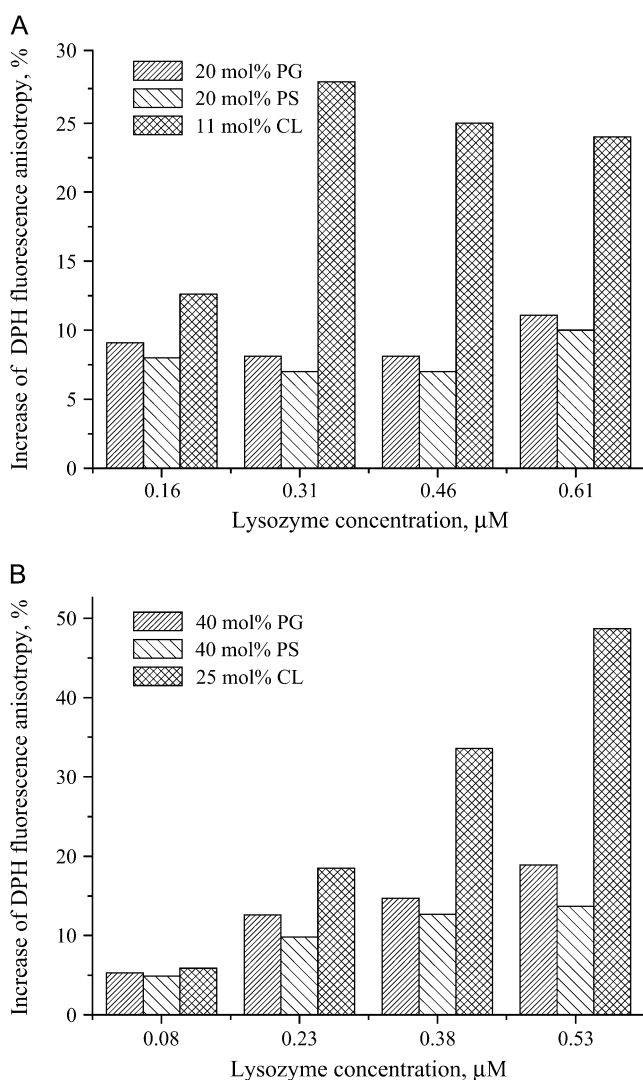 A
Increase of DPH fluorescence anisotropy, %
30
25
20
15
10
5
0
20 mol% PG
20 mol% PS
11 mol% CL
0.16 0.31 0.46 0.61
Lysozyme concentration, μM
B
Increase of DPH fluorescence anisotropy, %
50
40
30
20
10
0
40 mol% PG
40 mol% PS
25 mol% CL
0.08 0.23 0.38 0.53
Lysozyme concentration, μM